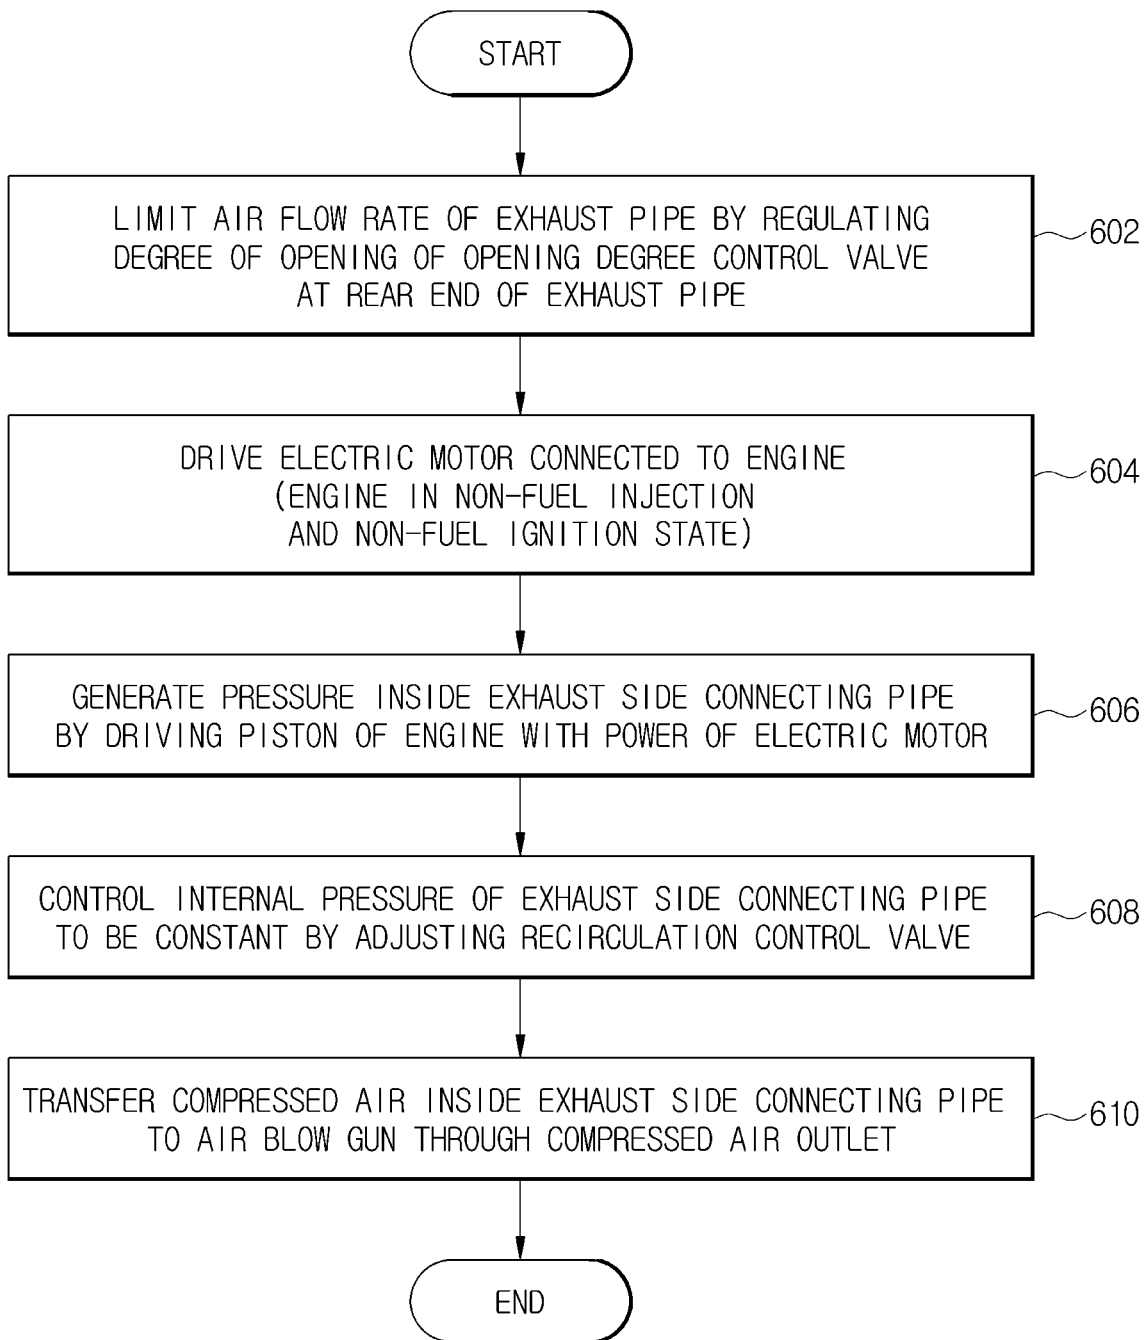 START
LIMIT AIR FLOW RATE OF EXHAUST PIPE BY REGULATING
DEGREE OF OPENING OF OPENING DEGREE CONTROL VALVE
AT REAR END OF EXHAUST PIPE
602
DRIVE ELECTRIC MOTOR CONNECTED TO ENGINE
(ENGINE IN NON-FUEL INJECTION
AND NON-FUEL IGNITION STATE)
604
GENERATE PRESSURE INSIDE EXHAUST SIDE CONNECTING PIPE
BY DRIVING PISTON OF ENGINE WITH POWER OF ELECTRIC MOTOR
606
CONTROL INTERNAL PRESSURE OF EXHAUST SIDE CONNECTING PIPE
TO BE CONSTANT BY ADJUSTING RECIRCULATION CONTROL VALVE
608
TRANSFER COMPRESSED AIR INSIDE EXHAUST SIDE CONNECTING PIPE
TO AIR BLOW GUN THROUGH COMPRESSED AIR OUTLET
610
END